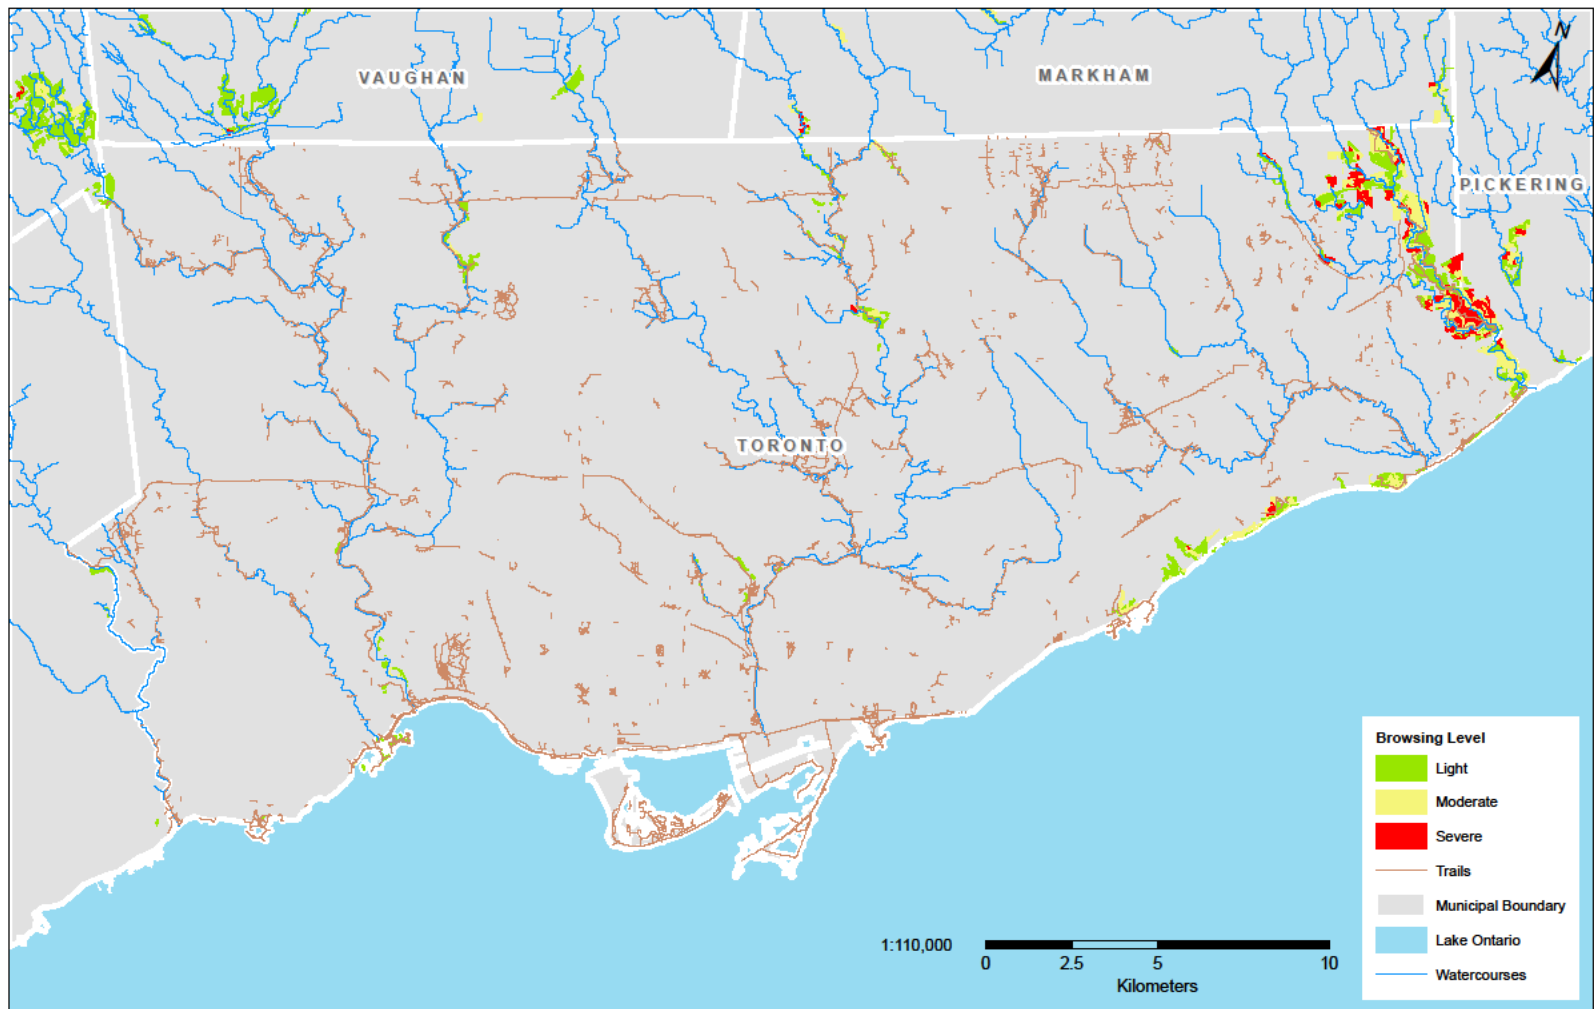 N
VAUGHAN
MARKHAM
PICKERING
TORONTO
Browsing Level
Light
Moderate
Severe
Trails
Municipal Boundary
Lake Ontario
Watercourses
1:110,000
0 2.5 5 10
Kilometers